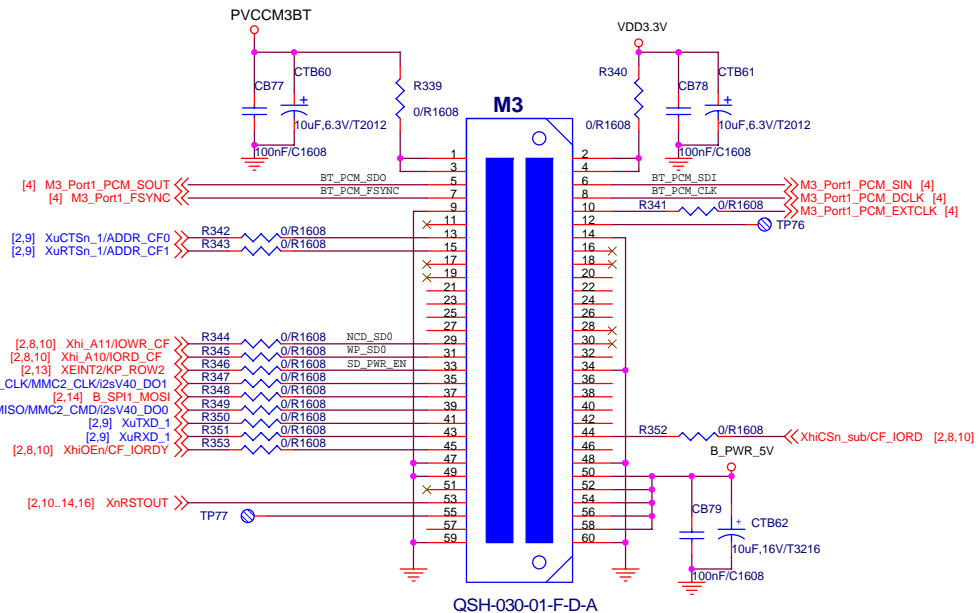 PVCCM3BT
VDD3.3V
CTB60
CB77
R339
0/R1608
10uF,6.3V/T2012
100nF/C1608
M3
R340
0/R1608
CB78
CTB61
10uF,6.3V/T2012
100nF/C1608
1 2
3 4
[4] M3_Port1_PCM_SOUT BT_PCM_SDO 5 6 BT_PCM_SDI M3_Port1_PCM_SIN [4]
[4] M3_Port1_FSYNC BT_PCM_FSYNC 7 8 BT_PCM_CLK M3_Port1_PCM_DCLK [4]
9 10 R341 0/R1608 M3_Port1_PCM_EXTCLK [4]
11 12 TP76
[2,9] XuCTSn_1/ADDR_CF0 R342 0/R1608 13 14
[2,9] XuRTSn_1/ADDR_CF1 R343 0/R1608 15 16
17 18
19 20
21 22
23 24
25 26
27 28
[2,8,10] Xhi_A11/IOWR_CF R344 0/R1608 NCD_SD0 29 30
[2,8,10] Xhi_A10/IORD_CF R345 0/R1608 WP_SD0 31 32
[2,13] XEINT2/KP_ROW2 R346 0/R1608 SD_PWR_EN 33 34
_CLK/MMC2_CLK/i2sV40_DO1 R347 0/R1608 35 36
[2,14] B_SPI1_MOSI R348 0/R1608 37 38
MISO/MMC2_CMD/i2sV40_DO0 R349 0/R1608 39 40
[2,9] XuTXD_1 R350 0/R1608 41 42
[2,9] XuRXD_1 R351 0/R1608 43 44 R352 0/R1608 XhiCSn_sub/CF_IORD [2,8,10]
[2,8,10] XhiOEn/CF_IORDY R353 0/R1608 45 46
47 48
B_PWR_5V
49 50
51 52
[2,10..14,16] XnRSTOUT 53 54
TP77 55 56
57 58
59 60
CB79
CTB62
10uF,16V/T3216
100nF/C1608
QSH-030-01-F-D-A